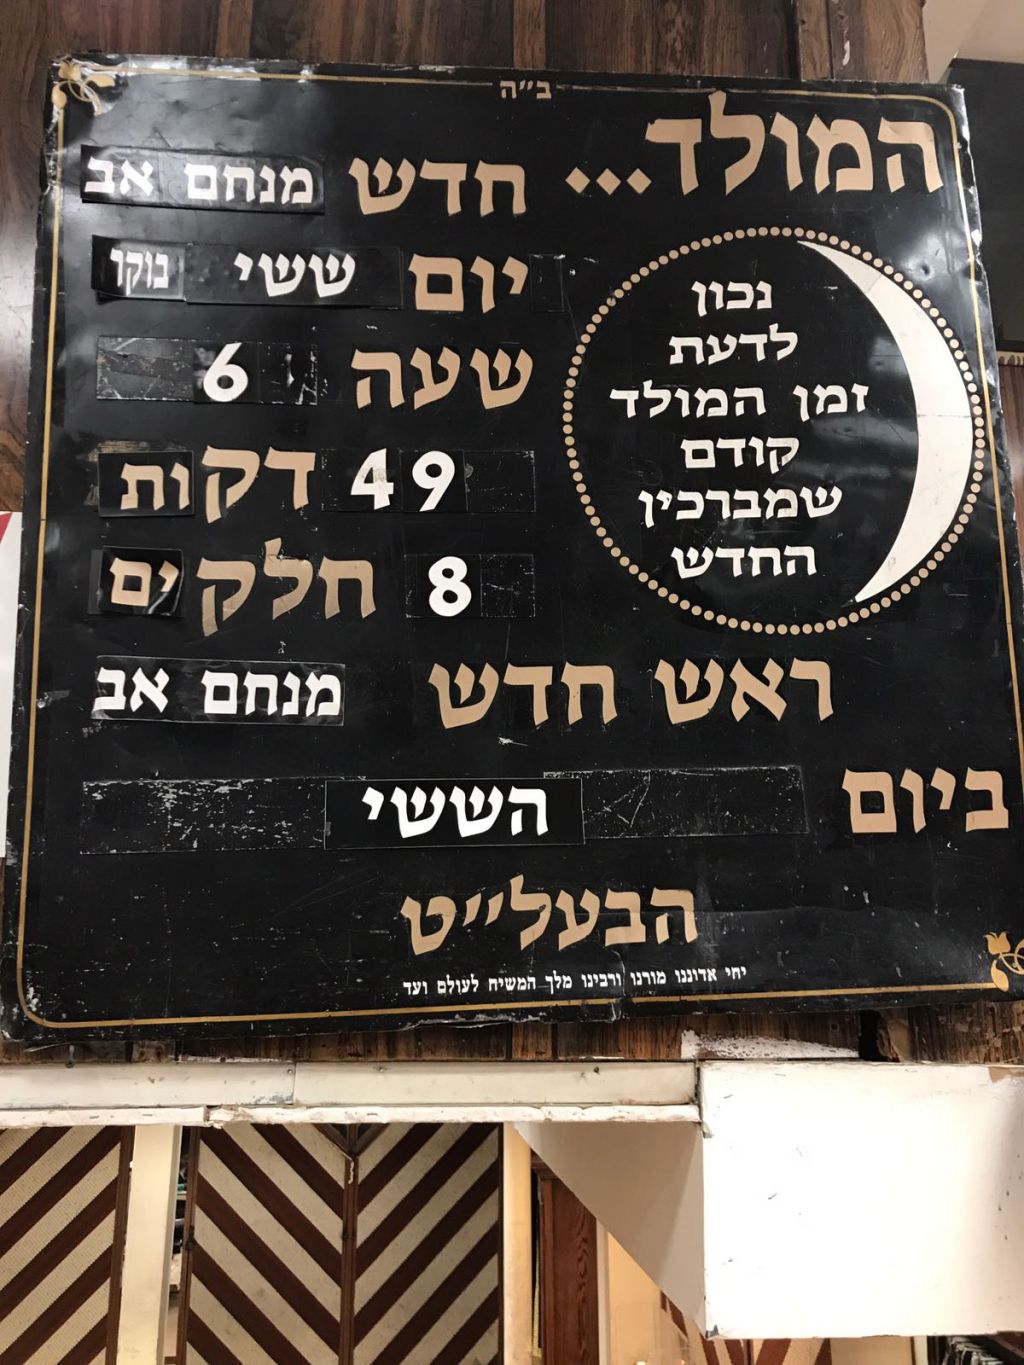 ב״ה
המולד...
חדש מנחם אב
יום ששי בוקר
שעה 6
49 דקות
8 חלקים
נכון
לדעת
זמן המולד
קודם
שמברכין
החדש
ראש חדש מנחם אב
ביום הששי
הבעל״ט
יחי אדוננו מורנו ורבינו מלך המשיח לעולם ועד